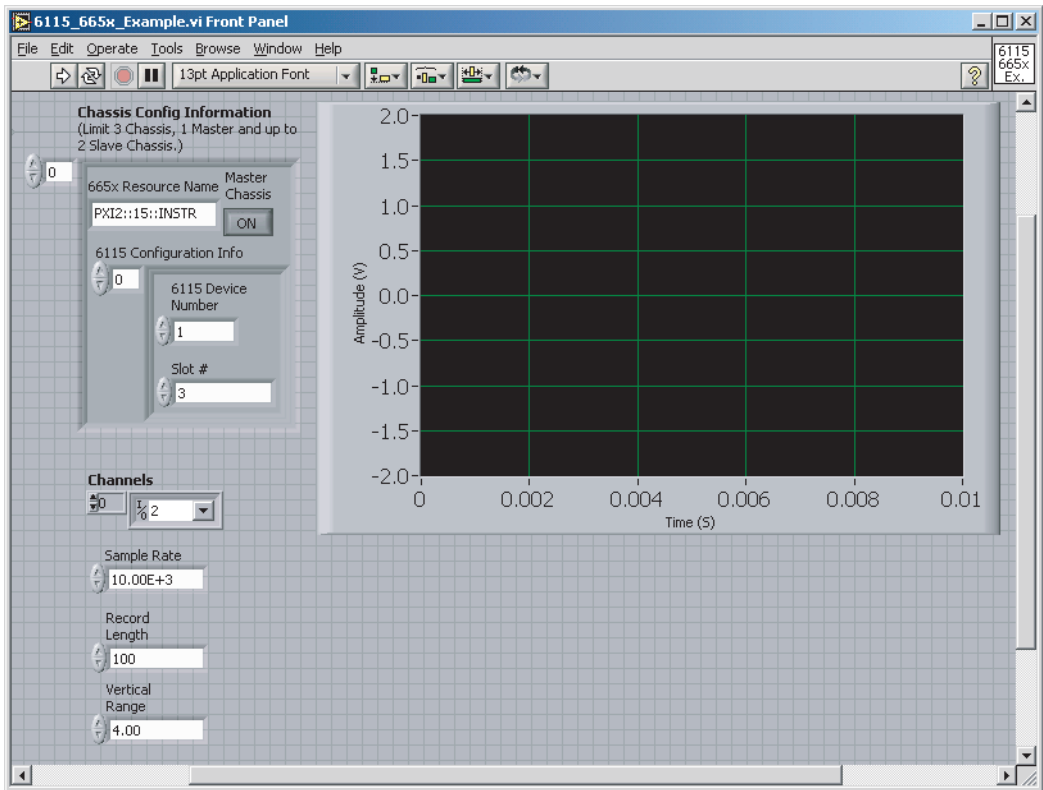 6115_665x_Example.vi Front Panel
File Edit Operate Tools Browse Window Help
13pt Application Font
?
6115
665x
Ex.
Chassis Config Information
(Limit 3 Chassis, 1 Master and up to
2 Slave Chassis.)
0
665x Resource Name
Master
Chassis
PXI2::15::INSTR
ON
6115 Configuration Info
0
6115 Device
Number
1
Slot #
3
Channels
0
I/0 2
Sample Rate
10.00E+3
Record
Length
100
Vertical
Range
4.00
Amplitude (V)
2.0
1.5
1.0
0.5
0.0
-0.5
-1.0
-1.5
-2.0
0 0.002 0.004 0.006 0.008 0.01
Time (S)